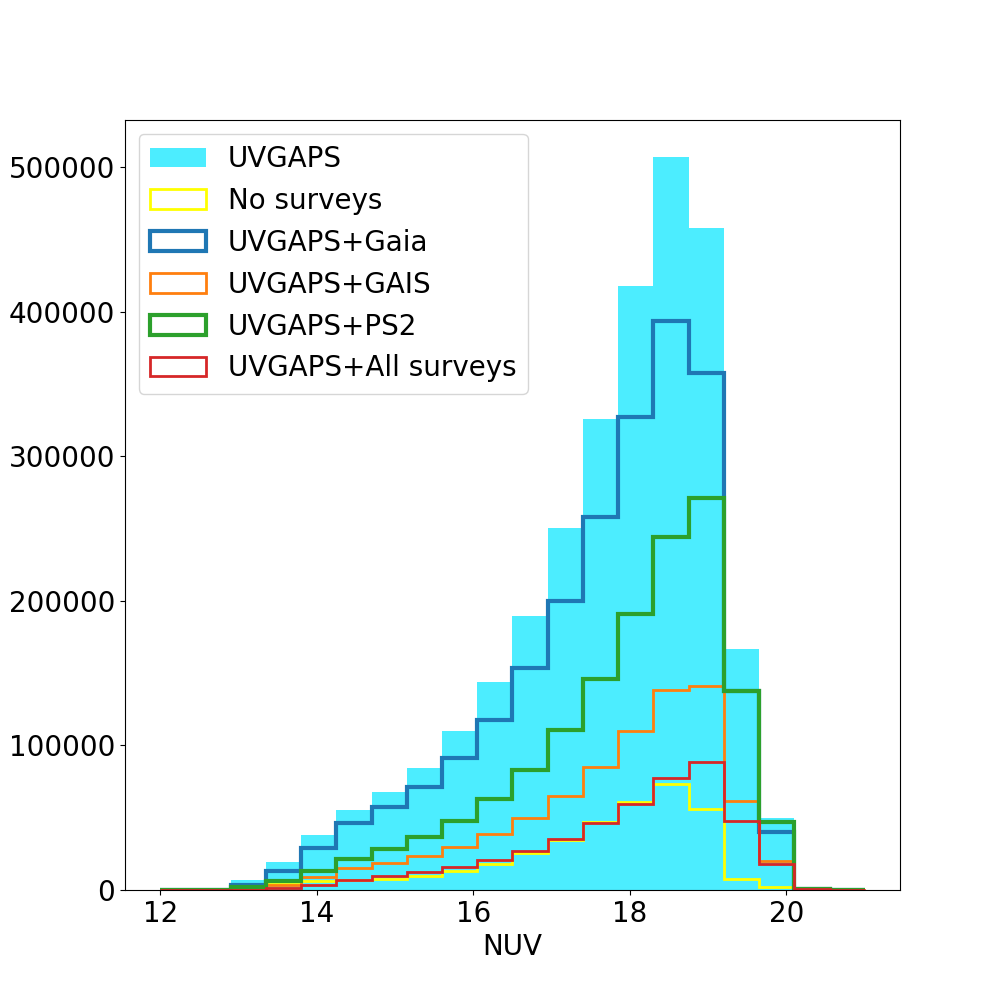 UVGAPS
No surveys
UVGAPS+Gaia
UVGAPS+GAIS
UVGAPS+PS2
UVGAPS+All surveys
500000
400000
300000
200000
100000
0
12 14 16 18 20
NUV